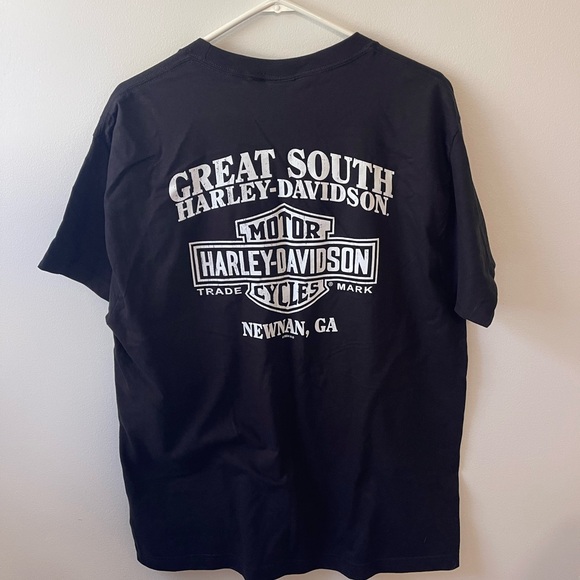 GREAT SOUTH
HARLEY-DAVIDSON
MOTOR
HARLEY-DAVIDSON
TRADE MARK
CYCLES®
NEWNAN, GA